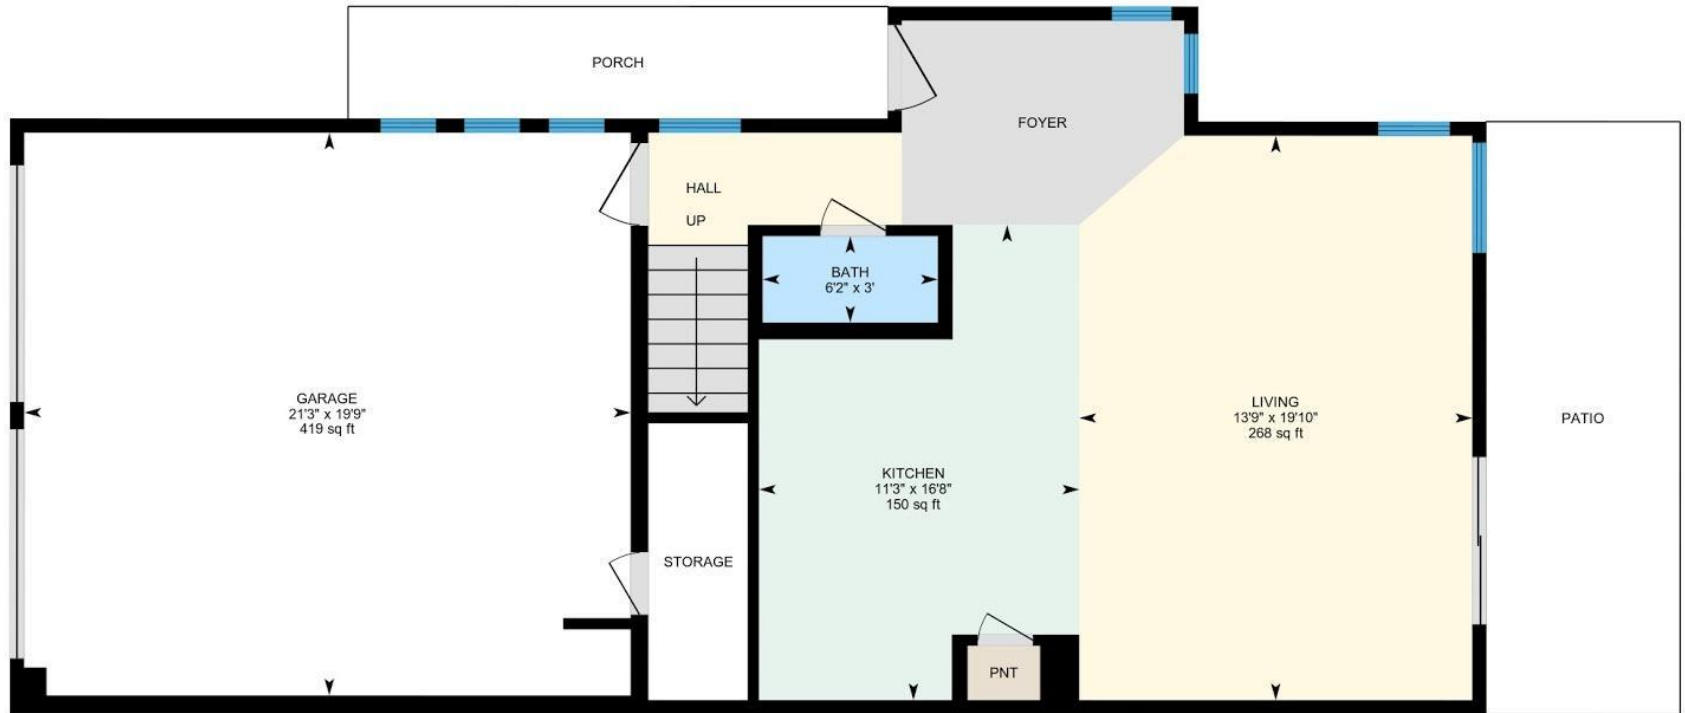 PORCH
FOYER
HALL
UP
BATH
6'2" x 3'
GARAGE
21'3" x 19'9"
419 sq ft
LIVING
13'9" x 19'10"
268 sq ft
PATIO
KITCHEN
11'3" x 16'8"
150 sq ft
STORAGE
PNT